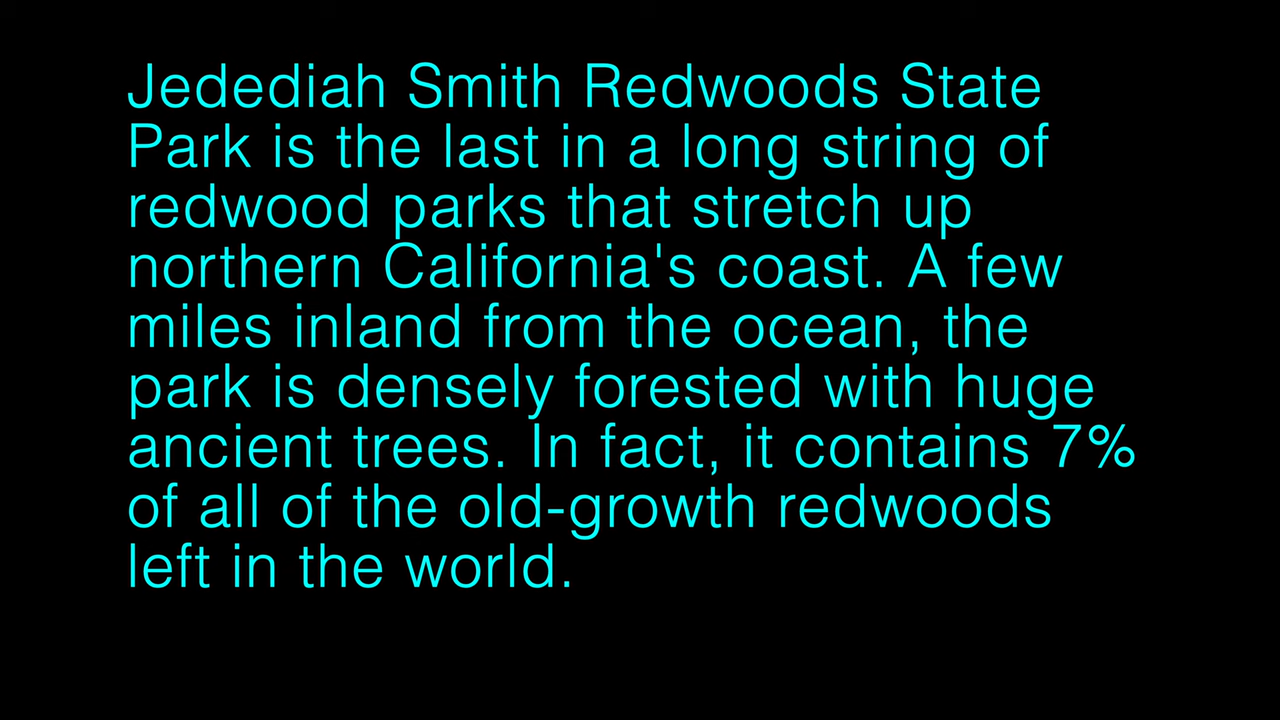 Jedediah Smith Redwoods State
Park is the last in a long string of
redwood parks that stretch up
northern California's coast. A few
miles inland from the ocean, the
park is densely forested with huge
ancient trees. In fact, it contains 7%
of all of the old-growth redwoods
left in the world.